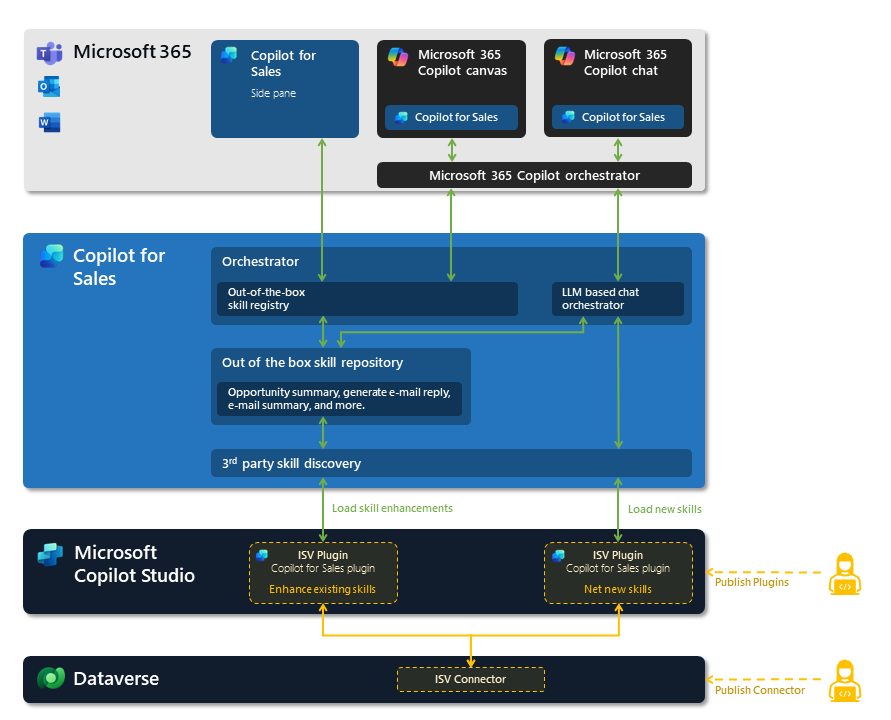 Microsoft 365
Copilot for
Sales
Side pane
Microsoft 365
Copilot canvas
Copilot for Sales
Microsoft 365
Copilot chat
Copilot for Sales
Microsoft 365 Copilot orchestrator
Copilot for
Sales
Orchestrator
Out-of-the-box
skill registry
LLM based chat
orchestrator
Out of the box skill repository
Opportunity summary, generate e-mail reply,
e-mail summary, and more.
3rd party skill discovery
Load skill enhancements
Load new skills
Microsoft
Copilot Studio
ISV Plugin
Copilot for Sales plugin
Enhance existing skills
ISV Plugin
Copilot for Sales plugin
Net new skills
Publish Plugins
Dataverse
ISV Connector
Publish Connector